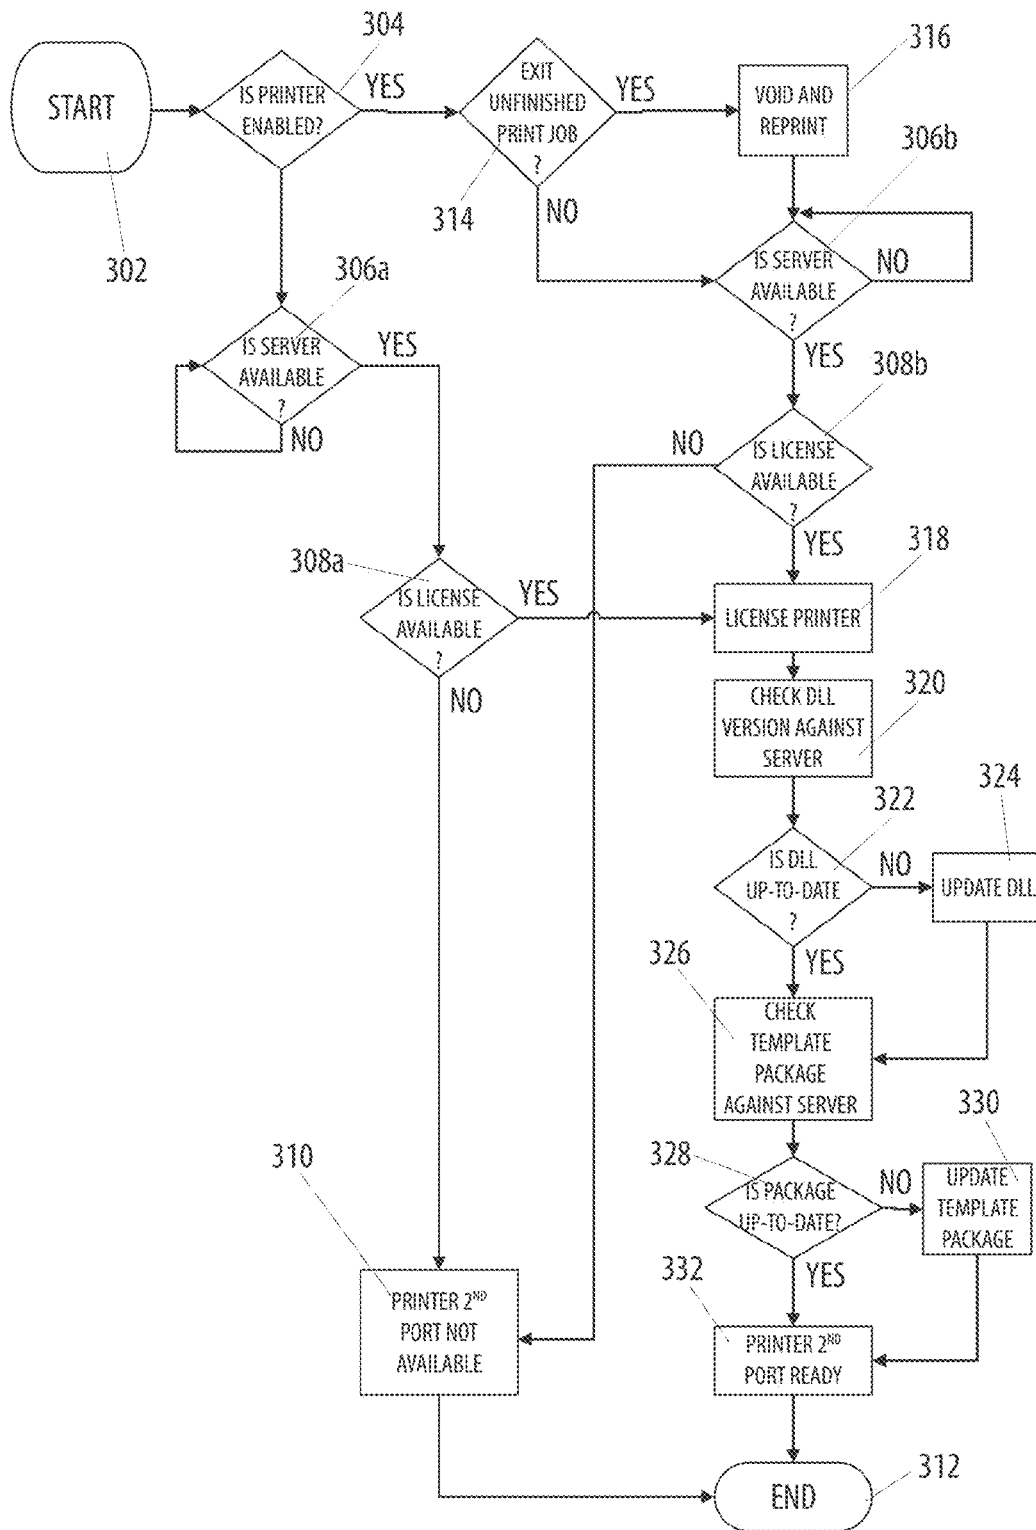 304
316
START
IS PRINTER
ENABLED?
YES
EXIT
UNFINISHED
PRINT JOB
?
YES
VOID AND
REPRINT
306b
314
NO
302
306a
IS SERVER
AVAILABLE
?
NO
IS SERVER
AVAILABLE
?
YES
NO
YES
308b
NO
IS LICENSE
AVAILABLE
?
YES
318
308a
IS LICENSE
AVAILABLE
?
YES
NO
LICENSE PRINTER
320
CHECK DLL
VERSION AGAINST
SERVER
322
324
IS DLL
UP-TO-DATE
?
NO
UPDATE DLL
326
YES
CHECK
TEMPLATE
PACKAGE
AGAINST SERVER
330
310
328
IS PACKAGE
UP-TO-DATE?
NO
UPDATE
TEMPLATE
PACKAGE
332
YES
PRINTER 2ND
PORT NOT
AVAILABLE
PRINTER 2ND
PORT READY
END
312